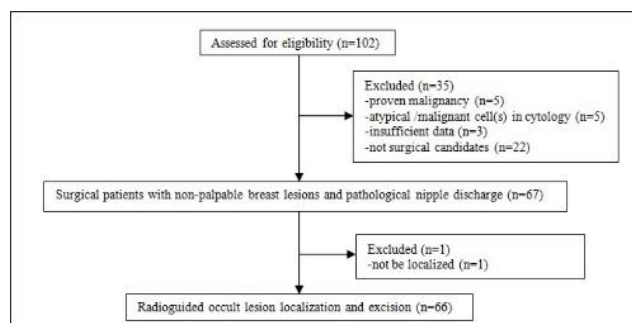 Assessed for eligibility (n=102)
Excluded (n=35)
-proven malignancy (n=5)
-atypical /malignant cell(s) in cytology (n=5)
-insufficient data (n=3)
-not surgical candidates (n=22)
Surgical patients with non-palpable breast lesions and pathological nipple discharge (n=67)
Excluded (n=1)
-not be localized (n=1)
Radioguided occult lesion localization and excision (n=66)